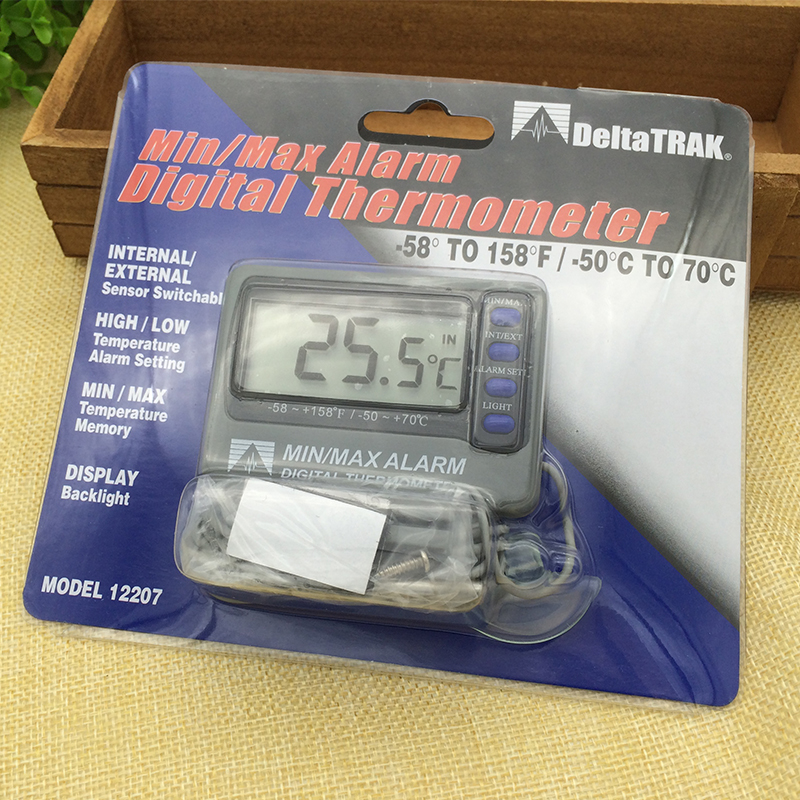 DeltaTRAK®
Min/Max Alarm
Digital Thermometer
-58° TO 158°F / -50°C TO 70°C
INTERNAL/
EXTERNAL
Sensor Switchabl
HIGH / LOW
Temperature
Alarm Setting
MIN / MAX
Temperature
Memory
DISPLAY
Backlight
MODEL 12207
IN
25.5°C
-58 ~ +158°F / -50 ~ +70°C
MIN/MA
INT/EXT
ALARM SET
LIGHT
MIN/MAX ALARM
DIGITAL THERMOMET